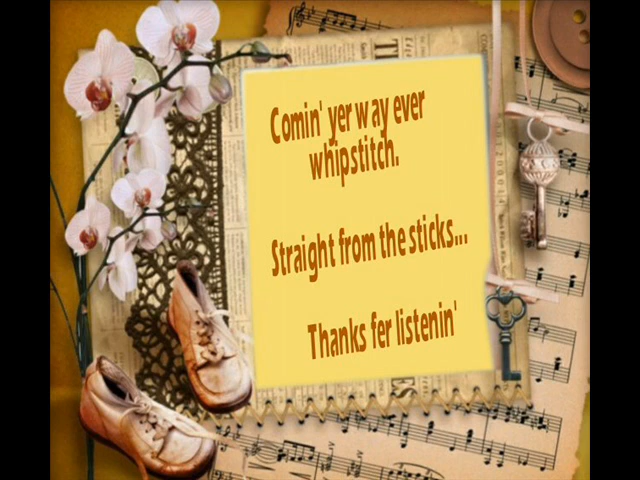 Comin' yer way ever
whipstitch.
Straight from the sticks...
Thanks fer listenin'